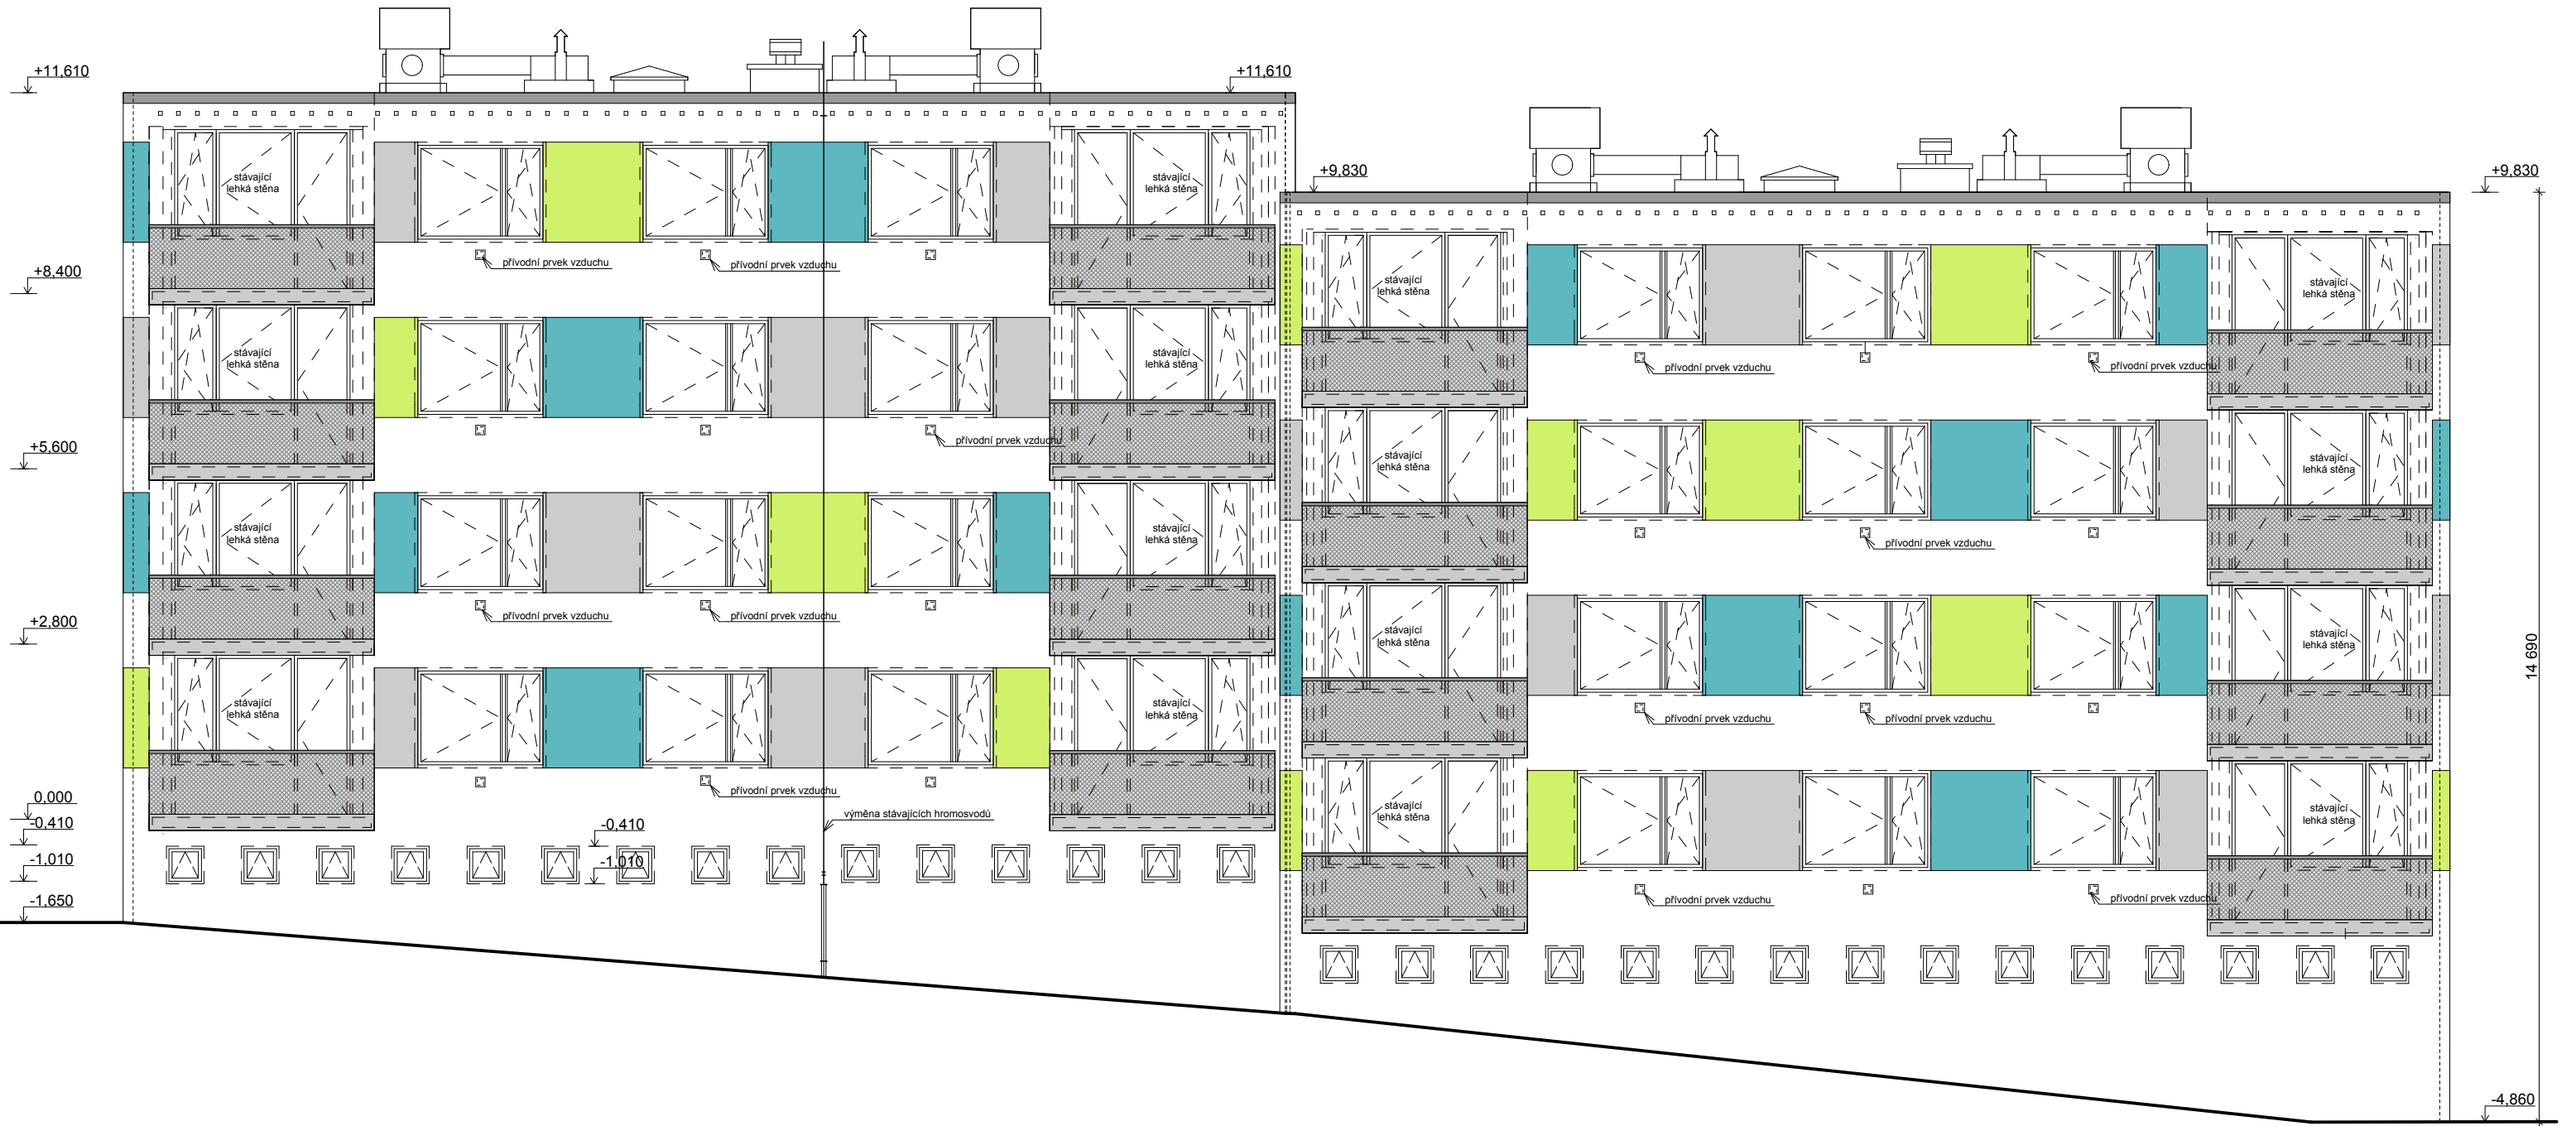 +11,610
+11,610
+9,830
+9,830
stávající
lehká stěna
stávající
lehká stěna
přívodní prvek vzduchu
přívodní prvek vzduchu
+8,400
stávající
lehká stěna
stávající
lehká stěna
přívodní prvek vzduchu
přívodní prvek vzduchu
stávající
lehká stěna
stávající
lehká stěna
přívodní prvek vzduchu
+5,600
stávající
lehká stěna
stávající
lehká stěna
stávající
lehká stěna
stávající
lehká stěna
přívodní prvek vzduchu
přívodní prvek vzduchu
přívodní prvek vzduchu
+2,800
stávající
lehká stěna
stávající
lehká stěna
14 690
stávající
lehká stěna
stávající
lehká stěna
přívodní prvek vzduchu
přívodní prvek vzduchu
přívodní prvek vzduchu
0,000
stávající
lehká stěna
stávající
lehká stěna
výměna stávajících hromosvodů
-0,410
-0,410
-1,010
-1,010
-1,650
přívodní prvek vzduchu
přívodní prvek vzduchu
-4,860